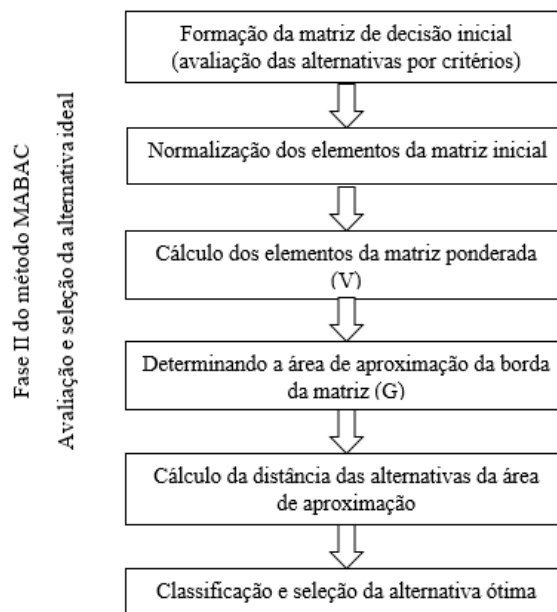 Fase II do método MABAC
Avaliação e seleção da alternativa ideal
Formação da matriz de decisão inicial
(avaliação das alternativas por critérios)
Normalização dos elementos da matriz inicial
Cálculo dos elementos da matriz ponderada
(V)
Determinando a área de aproximação da borda
da matriz (G)
Cálculo da distância das alternativas da área
de aproximação
Classificação e seleção da alternativa ótima